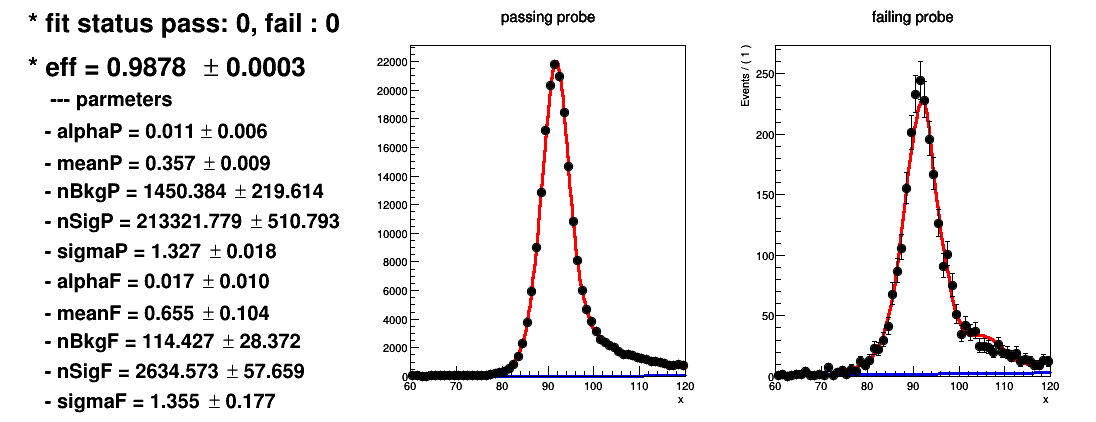 * fit status pass: 0, fail : 0
* eff = 0.9878 ± 0.0003
--- parmeters
- alphaP = 0.011 ± 0.006
- meanP = 0.357 ± 0.009
- nBkgP = 1450.384 ± 219.614
- nSigP = 213321.779 ± 510.793
- sigmaP = 1.327 ± 0.018
- alphaF = 0.017 ± 0.010
- meanF = 0.655 ± 0.104
- nBkgF = 114.427 ± 28.372
- nSigF = 2634.573 ± 57.659
- sigmaF = 1.355 ± 0.177
passing probe
22000
20000
18000
16000
14000
12000
10000
8000
6000
4000
2000
0
60 70 80 90 100 110 120
x
failing probe
Events / ( 1 )
250
200
150
100
50
0
60 70 80 90 100 110 120
x